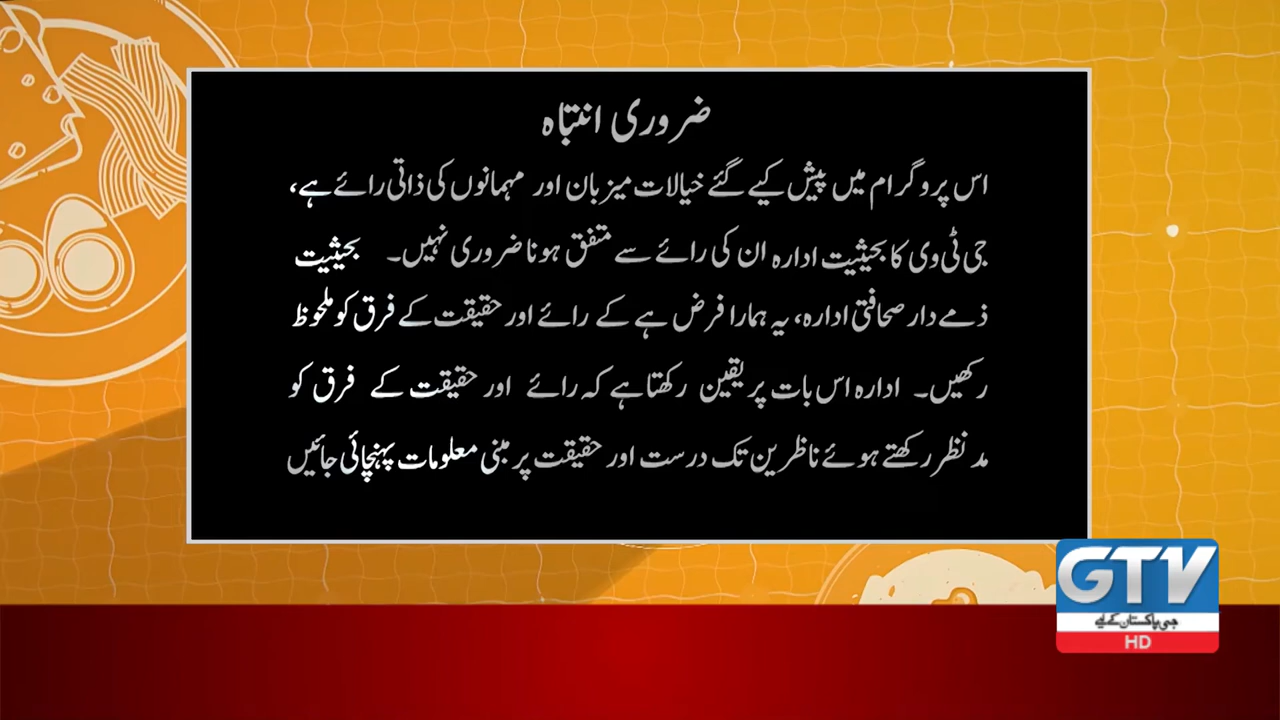 ضروری انتباہ
اس پروگرام میں پیش کیے گئے خیالات میزبان اور مہمانوں کی ذاتی رائے ہے،
جی ٹی وی کا بحیثیت ادارہ ان کی رائے سے متفق ہونا ضروری نہیں۔ بحیثیت
ذمے دار صحافتی ادارہ، یہ ہمارا فرض ہے کے رائے اور حقیقت کے فرق کو ملحوظ
رکھیں۔ ادارہ اس بات پر یقین رکھتا ہے کہ رائے اور حقیقت کے فرق کو
مد نظر رکھتے ہوئے ناظرین تک درست اور حقیقت پر مبنی معلومات پہنچائی جائیں
GTV
جی پاکستان کے لیے
HD